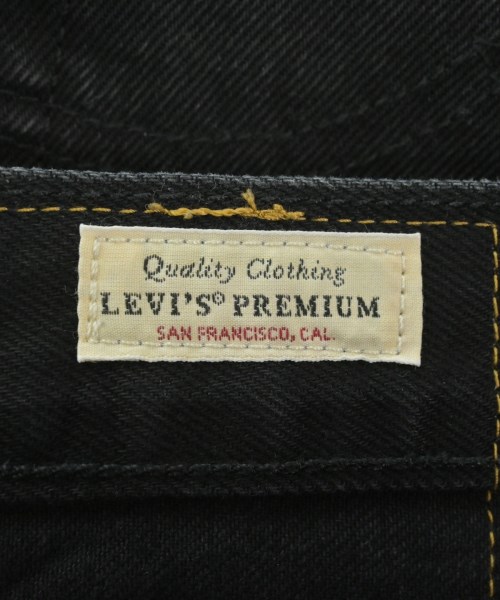 Quality Clothing
LEVI'S® PREMIUM
SAN FRANCISCO, CAL.